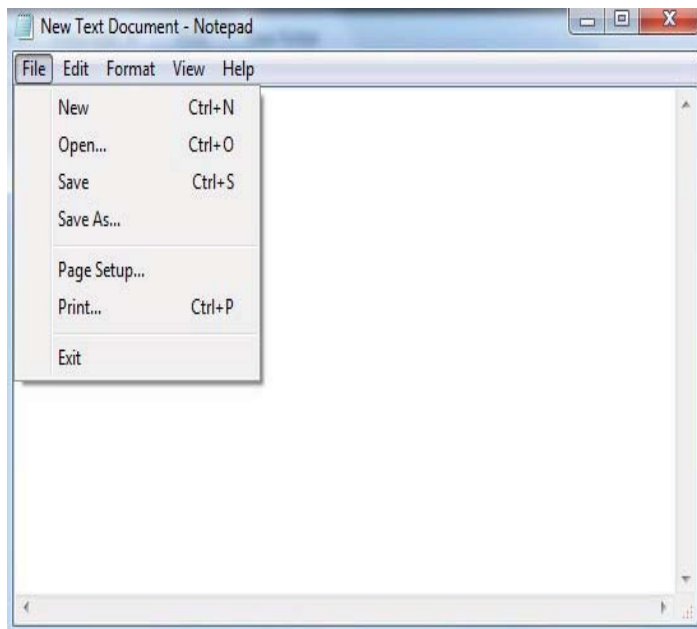 New Text Document - Notepad
File Edit Format View Help
New Ctrl+N
Open... Ctrl+O
Save Ctrl+S
Save As...
Page Setup...
Print... Ctrl+P
Exit